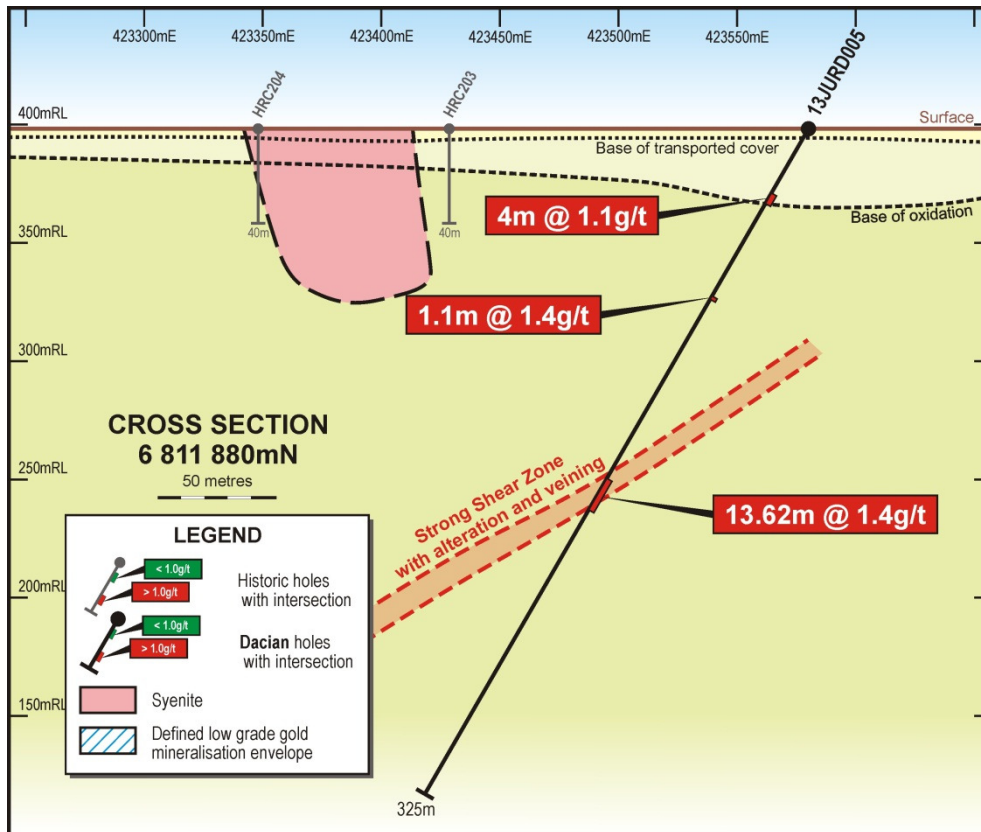 423300mE
423350mE
423400mE
423450mE
423500mE
423550mE
HRC204
HRC203
13JURD005
400mRL
Surface
Base of transported cover
4m @ 1.1g/t
Base of oxidation
40m
40m
350mRL
1.1m @ 1.4g/t
300mRL
CROSS SECTION
6 811 880mN
50 metres
250mRL
Strong Shear Zone
with alteration and veining
13.62m @ 1.4g/t
200mRL
150mRL
LEGEND
< 1.0g/t
> 1.0g/t
Historic holes
with intersection
< 1.0g/t
> 1.0g/t
Dacian holes
with intersection
Syenite
Defined low grade gold
mineralisation envelope
325m